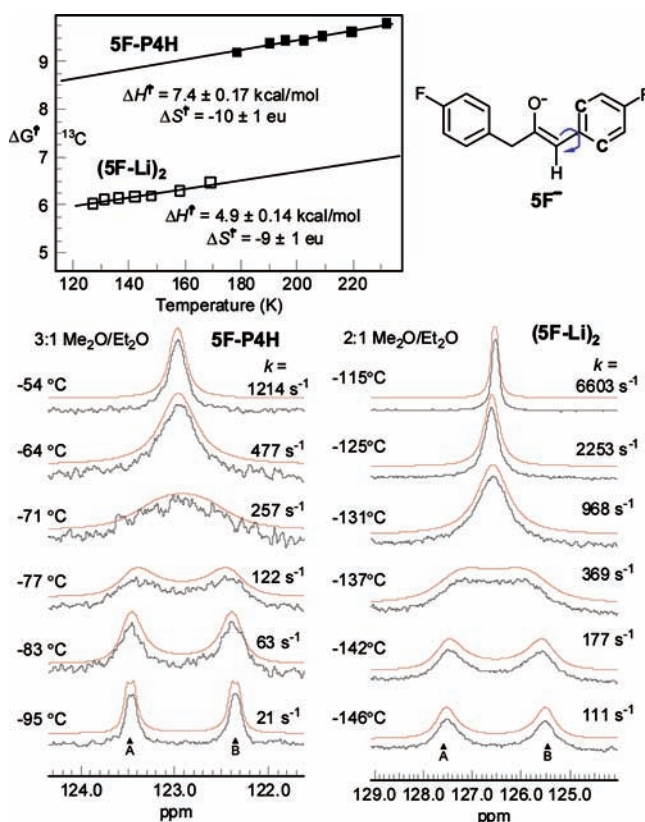 5F-P4H
ΔH‡ = 7.4 ± 0.17 kcal/mol
ΔS‡ = -10 ± 1 eu
ΔG‡ 13C
(5F-Li)2
ΔH‡ = 4.9 ± 0.14 kcal/mol
ΔS‡ = -9 ± 1 eu
9
8
7
6
5
120 140 160 180 200 220
Temperature (K)
F
O-
C
C
F
H
5F-
3:1 Me2O/Et2O 5F-P4H
k =
-54 °C 1214 s-1
-64 °C 477 s-1
-71 °C 257 s-1
-77 °C 122 s-1
-83 °C 63 s-1
-95 °C 21 s-1
A B
124.0 123.0 122.0
ppm
2:1 Me2O/Et2O (5F-Li)2
k =
-115°C 6603 s-1
-125°C 2253 s-1
-131°C 968 s-1
-137°C 369 s-1
-142°C 177 s-1
-146°C 111 s-1
A B
129.0 128.0 126.5 125.5 125.0
ppm